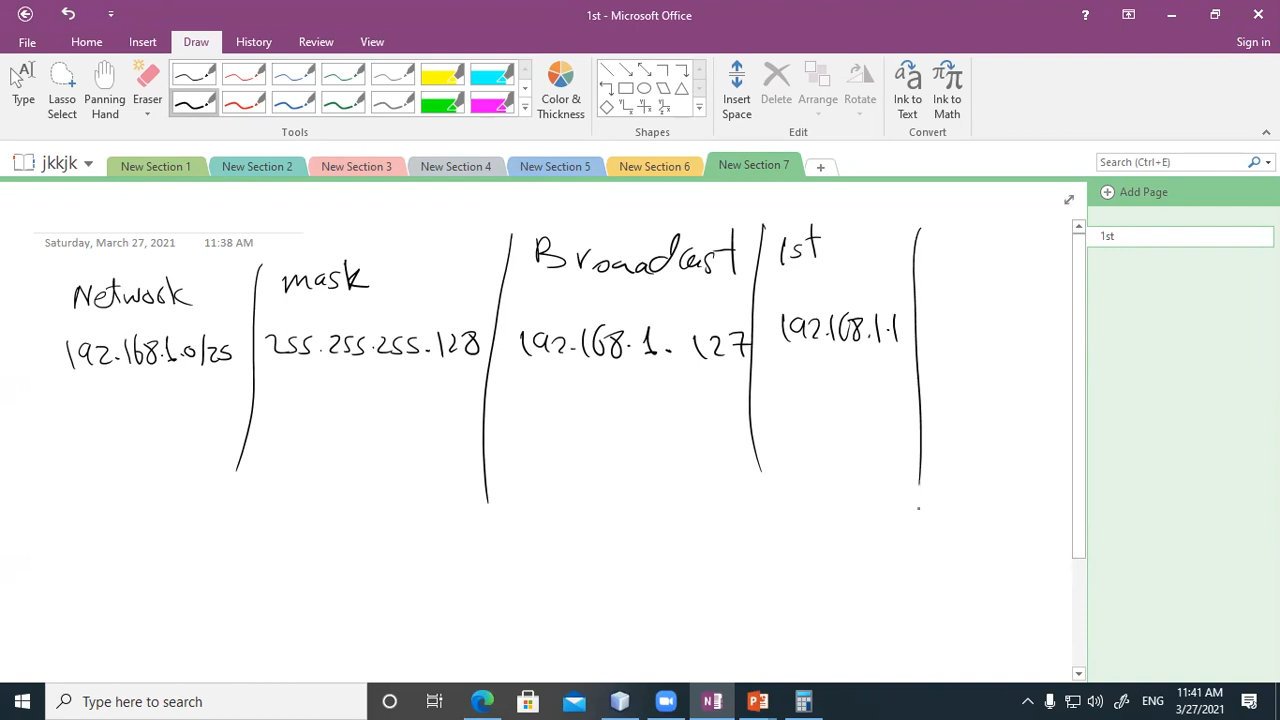 1st - Microsoft Office
?
File
Home
Insert
Draw
History
Review
View
Sign in
Type
Lasso Select
Panning Hand
Eraser
Color & Thickness
Insert Space
Delete
Arrange
Rotate
Ink to Text
Ink to Math
Tools
Shapes
Edit
Convert
jkkjk
New Section 1
New Section 2
New Section 3
New Section 4
New Section 5
New Section 6
New Section 7
Search (Ctrl+E)
Add Page
1st
Saturday, March 27, 2021
11:38 AM
Network
mask
Broadcast
1st
192.168.1.0/25
255.255.255.128
192.168.1.127
192.168.1.1
Type here to search
ENG
11:41 AM
3/27/2021